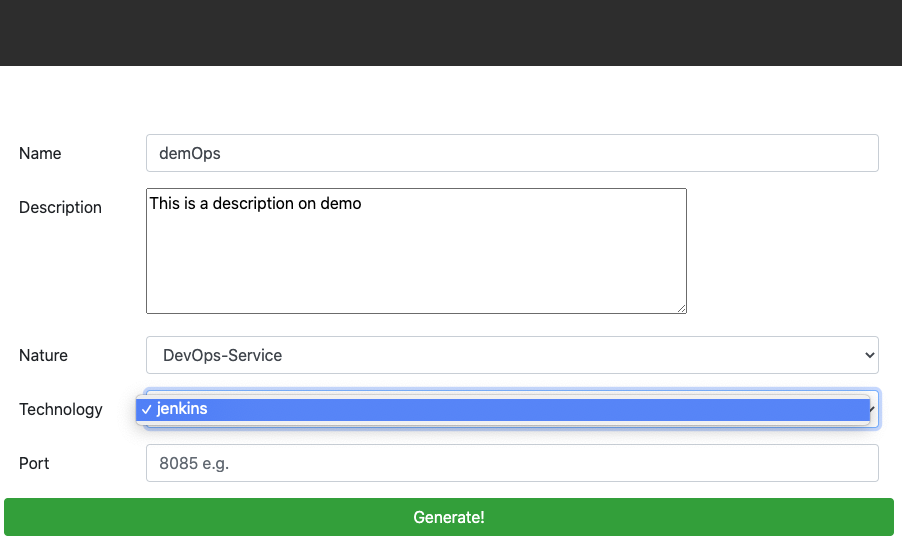 Name
demOps
Description
This is a description on demo
Nature
DevOps-Service
Technology
✓ jenkins
Port
8085 e.g.
Generate!